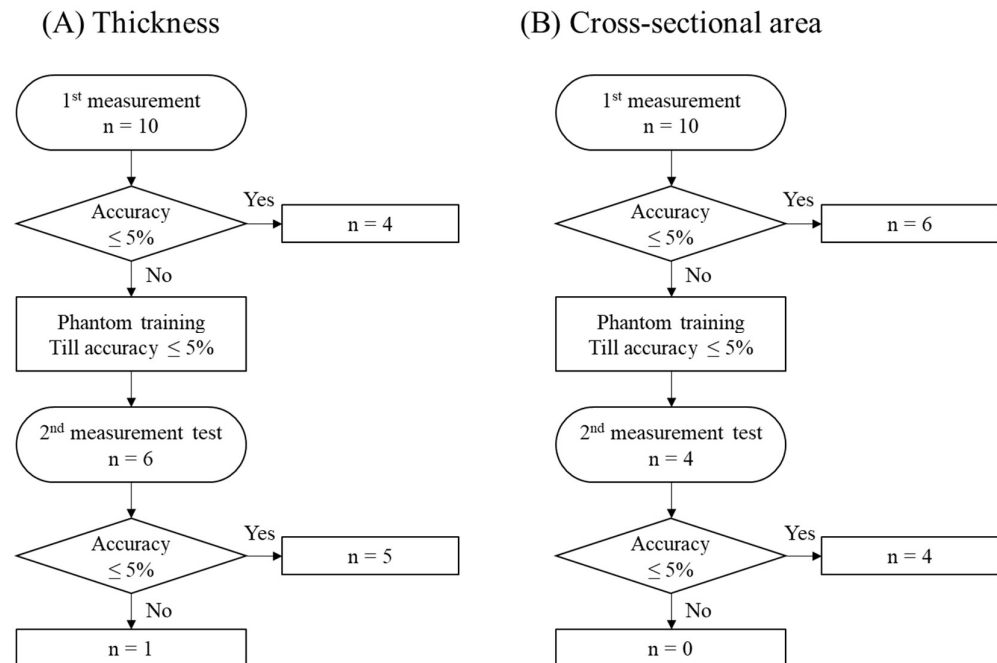 (A) Thickness
1st measurement
n = 10
Accuracy
≤ 5%
Yes
n = 4
No
Phantom training
Till accuracy ≤ 5%
2nd measurement test
n = 6
Accuracy
≤ 5%
Yes
n = 5
No
n = 1
(B) Cross-sectional area
1st measurement
n = 10
Accuracy
≤ 5%
Yes
n = 6
No
Phantom training
Till accuracy ≤ 5%
2nd measurement test
n = 4
Accuracy
≤ 5%
Yes
n = 4
No
n = 0